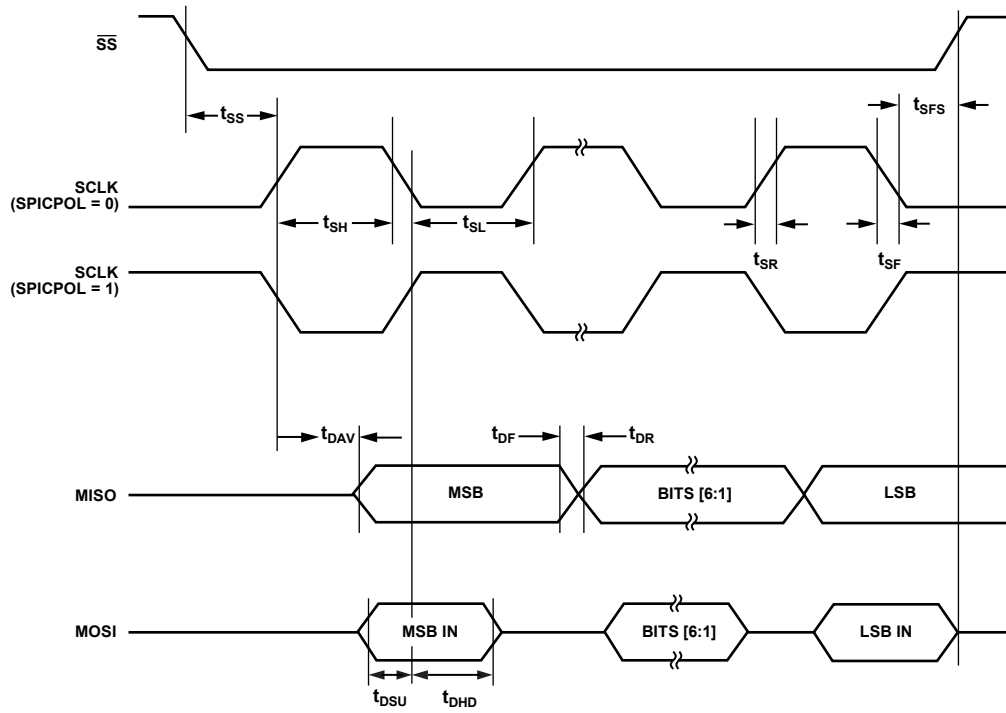 SS
tSS
tSFS
SCLK
(SPICPOL = 0)
tSH
tSL
tSR
tSF
SCLK
(SPICPOL = 1)
tDAV
tDF
tDR
MISO
MSB
BITS [6:1]
LSB
MOSI
MSB IN
BITS [6:1]
LSB IN
tDSU
tDHD